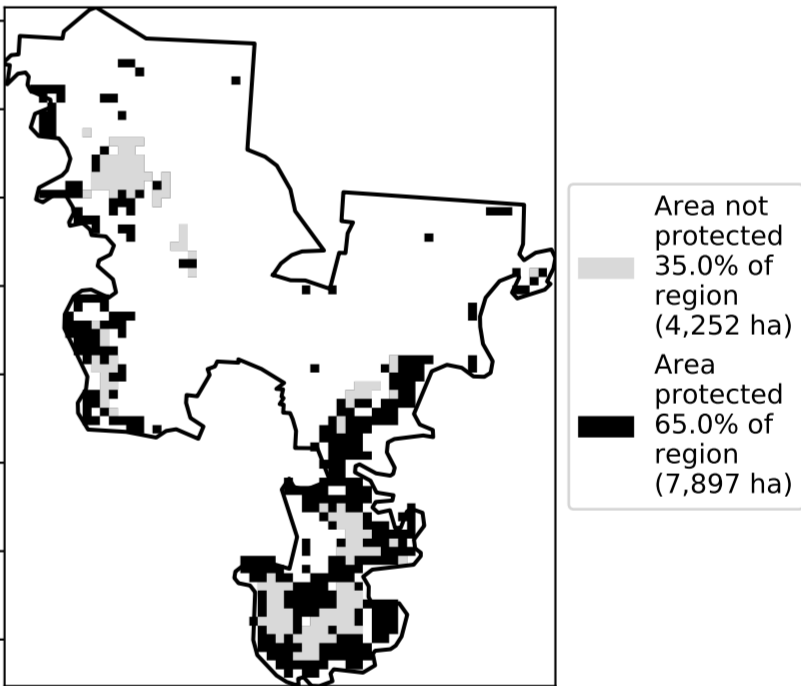 Area not
protected
35.0% of
region
(4,252 ha)
Area
protected
65.0% of
region
(7,897 ha)